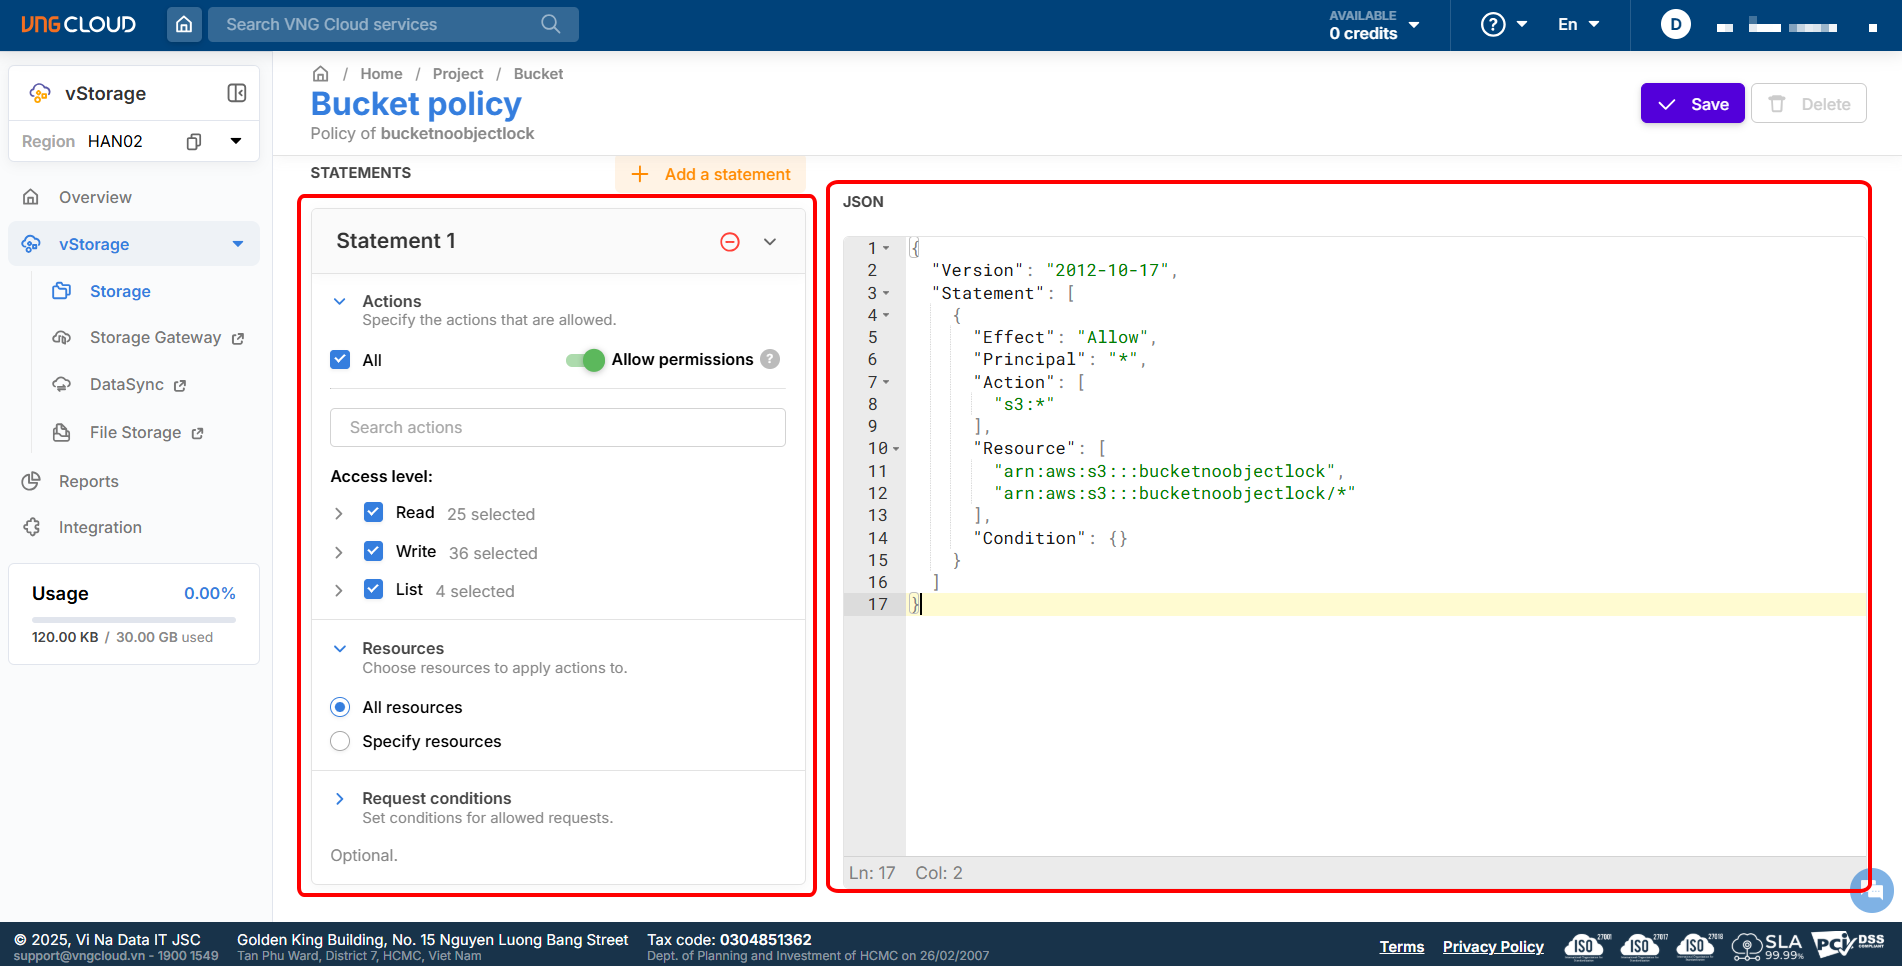 VNG CLOUD
Search VNG Cloud services
AVAILABLE
0 credits
?
En
D
vStorage
Region HAN02
Overview
vStorage
Storage
Storage Gateway
DataSync
File Storage
Reports
Integration
Usage 0.00%
120.00 KB / 30.00 GB used
/ Home / Project / Bucket
Bucket policy
Policy of bucketnoobjectlock
Save
Delete
STATEMENTS
Add a statement
Statement 1
Actions
Specify the actions that are allowed.
All
Allow permissions ?
Search actions
Access level:
Read 25 selected
Write 36 selected
List 4 selected
Resources
Choose resources to apply actions to.
All resources
Specify resources
Request conditions
Set conditions for allowed requests.
Optional.
JSON
1 {
2 "Version": "2012-10-17",
3 "Statement": [
4 {
5 "Effect": "Allow",
6 "Principal": "*",
7 "Action": [
8 "s3:*"
9 ],
10 "Resource": [
11 "arn:aws:s3:::bucketnoobjectlock",
12 "arn:aws:s3:::bucketnoobjectlock/*"
13 ],
14 "Condition": {}
15 }
16 ]
17 }
Ln: 17 Col: 2
© 2025, Vi Na Data IT JSC
support@vngcloud.vn - 1900 1549
Golden King Building, No. 15 Nguyen Luong Bang Street
Tan Phu Ward, District 7, HCMC, Viet Nam
Tax code: 0304851362
Dept. of Planning and Investment of HCMC on 26/02/2007
Terms
Privacy Policy
ISO 27001
ISO 27017
ISO 27018
SLA
99.99%
PCI DSS
COMPLIANT